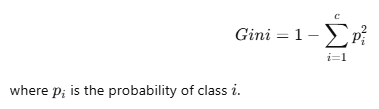 Gini = 1 − ∑_{i=1}^{c} p_i^2
where p_i is the probability of class i.